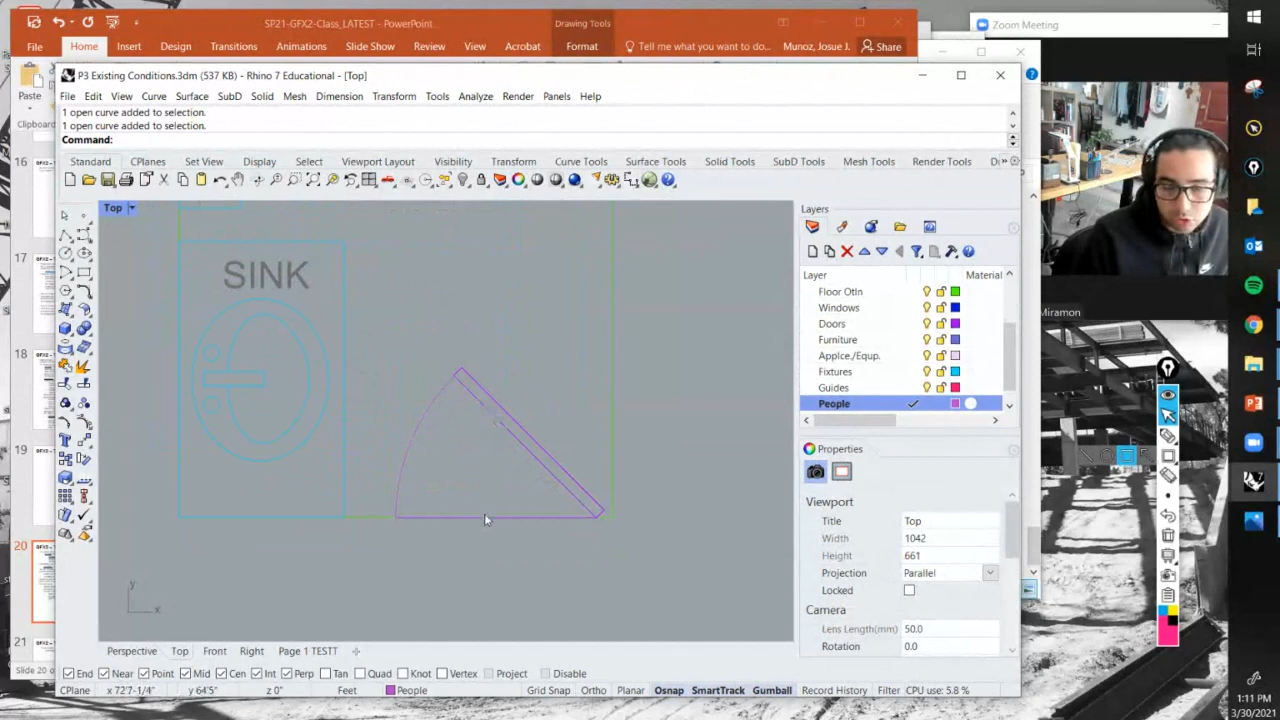 SP21-GFX2-Class_LATEST - PowerPoint
Drawing Tools
Zoom Meeting
File Home Insert Design Transitions Animations Slide Show Review View Acrobat Format Tell me what you want to do... Munoz, Josue J. Share
Paste
Clipboard
P3 Existing Conditions.3dm (537 KB) - Rhino 7 Educational - [Top]
File Edit View Curve Surface SubD Solid Mesh Dimension Transform Tools Analyze Render Panels Help
1 open curve added to selection.
1 open curve added to selection.
Command:
Standard CPlanes Set View Display Select Viewport Layout Visibility Transform Curve Tools Surface Tools Solid Tools SubD Tools Mesh Tools Render Tools
Top
Layers
Layer Material
Floor Otln
Windows
Doors
Furniture
Applce./Equp.
Fixtures
Guides
People
SINK
Properties
Viewport
Title Top
Width 1042
Height 661
Projection Parallel
Locked
Camera
Lens Length(mm) 50.0
Rotation 0.0
y
x
Perspective Top Front Right Page 1 TESTT
End Near Point Mid Cen Int Perp Tan Quad Knot Vertex Project Disable
CPlane x 72'7-1/4" y 64'5" z 0" Feet People Grid Snap Ortho Planar Osnap SmartTrack Gumball Record History Filter CPU use: 5.8 %
16
17
18
19
20
21
Slide 20
Miramon
1:11 PM
3/30/2021